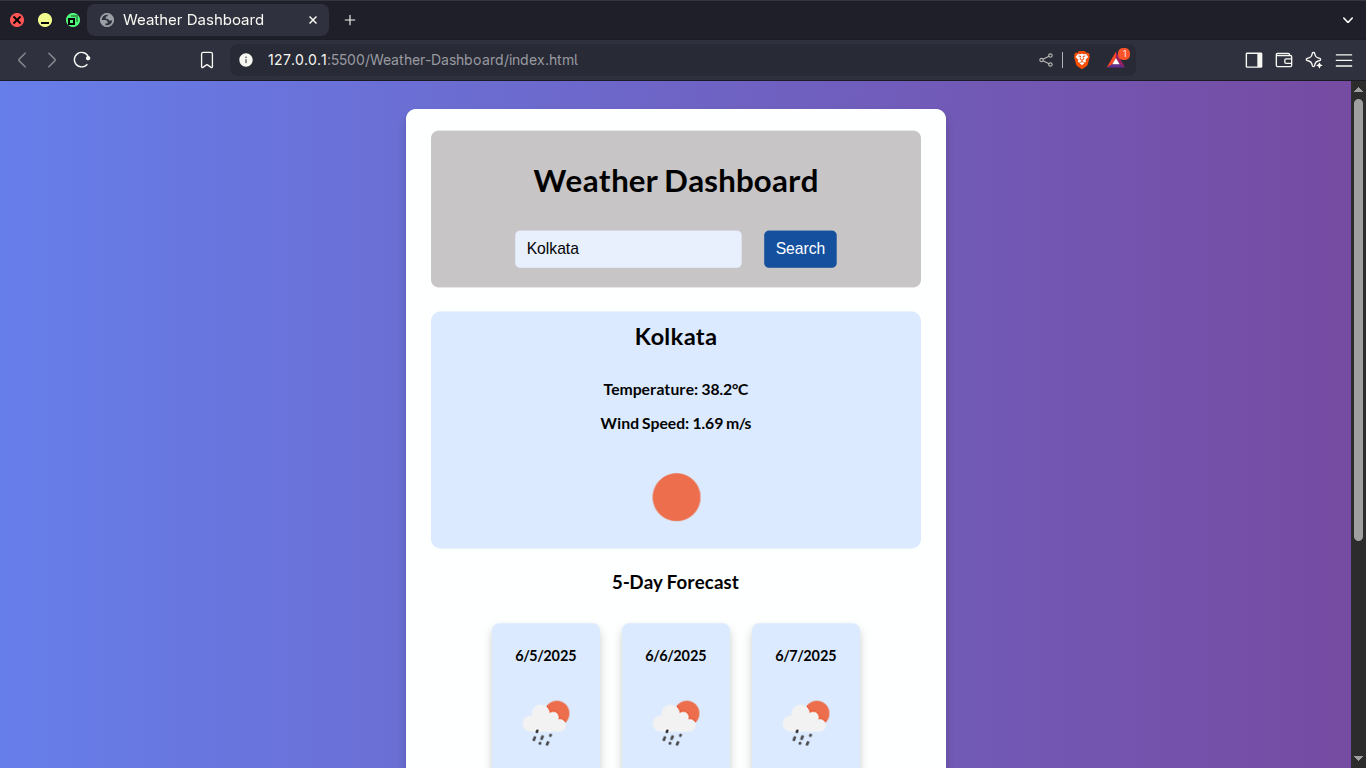 Weather Dashboard
127.0.0.1:5500/Weather-Dashboard/index.html
1
Weather Dashboard
Kolkata Search
Kolkata
Temperature: 38.2°C
Wind Speed: 1.69 m/s
5-Day Forecast
6/5/2025 6/6/2025 6/7/2025